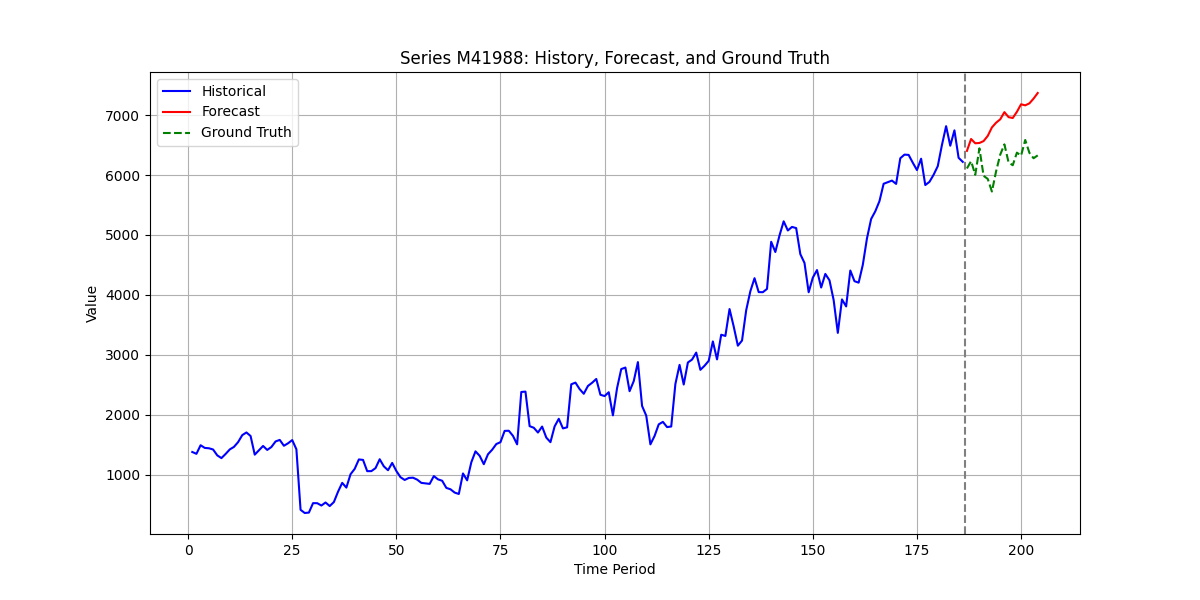 Series M41988: History, Forecast, and Ground Truth
Historical
Forecast
Ground Truth
7000
6000
5000
4000
3000
2000
1000
Value
0 25 50 75 100 125 150 175 200
Time Period